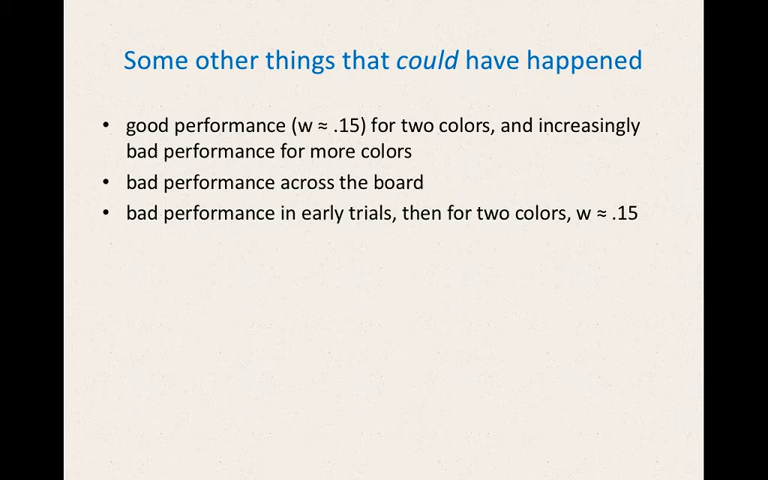 Some other things that could have happened
• good performance (w ≈ .15) for two colors, and increasingly
bad performance for more colors
• bad performance across the board
• bad performance in early trials, then for two colors, w ≈ .15